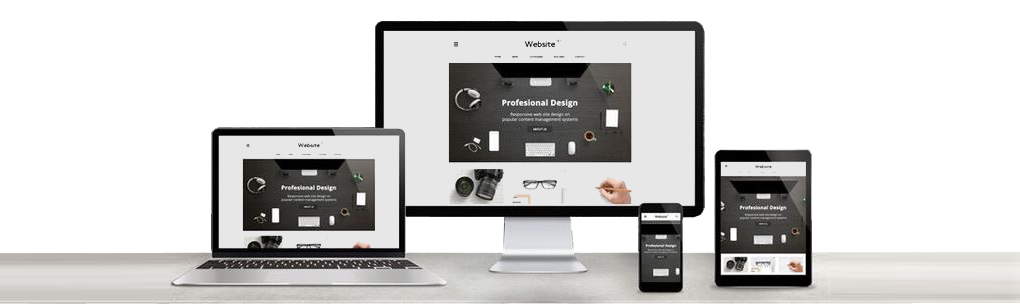 Website
Profesional Design
Responsive web site design on
popular content management systems
ABOUT US
Website
Profesional Design
Responsive web site design on
popular content management systems
ABOUT US
Website
Profesional Design
Website
Profesional Design
Responsive web site design on
popular content management systems